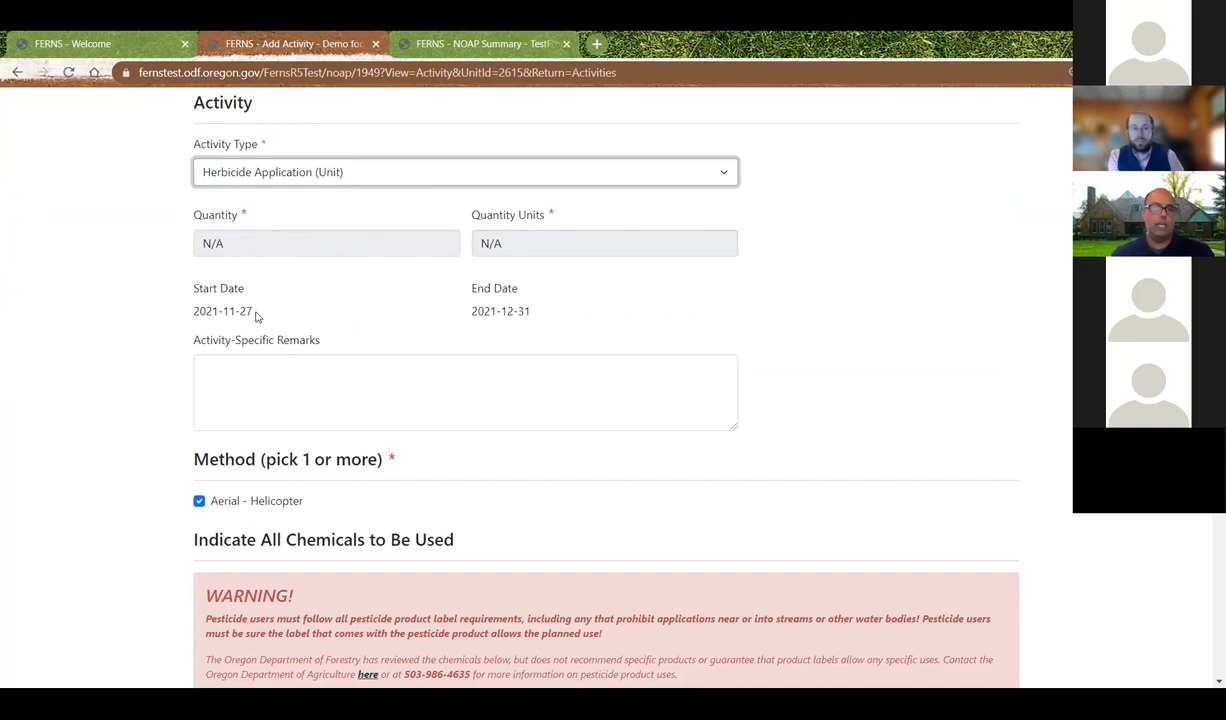 FERNS - Welcome
FERNS - Add Activity - Demo fo
FERNS - NOAP Summary - Test
fernstest.odf.oregon.gov/FernsR5Test/noap/1949?View=Activity&UnitId=2615&Return=Activities
Activity
Activity Type *
Herbicide Application (Unit)
Quantity * Quantity Units *
N/A N/A
Start Date End Date
2021-11-27 2021-12-31
Activity-Specific Remarks
Method (pick 1 or more) *
Aerial - Helicopter
Indicate All Chemicals to Be Used
WARNING!
Pesticide users must follow all pesticide product label requirements, including any that prohibit applications near or into streams or other water bodies! Pesticide users
must be sure the label that comes with the pesticide product allows the planned use!
The Oregon Department of Forestry has reviewed the chemicals below, but does not recommend specific products or guarantee that product labels allow any specific uses. Contact the
Oregon Department of Agriculture here or at 503-986-4635 for more information on pesticide product uses.